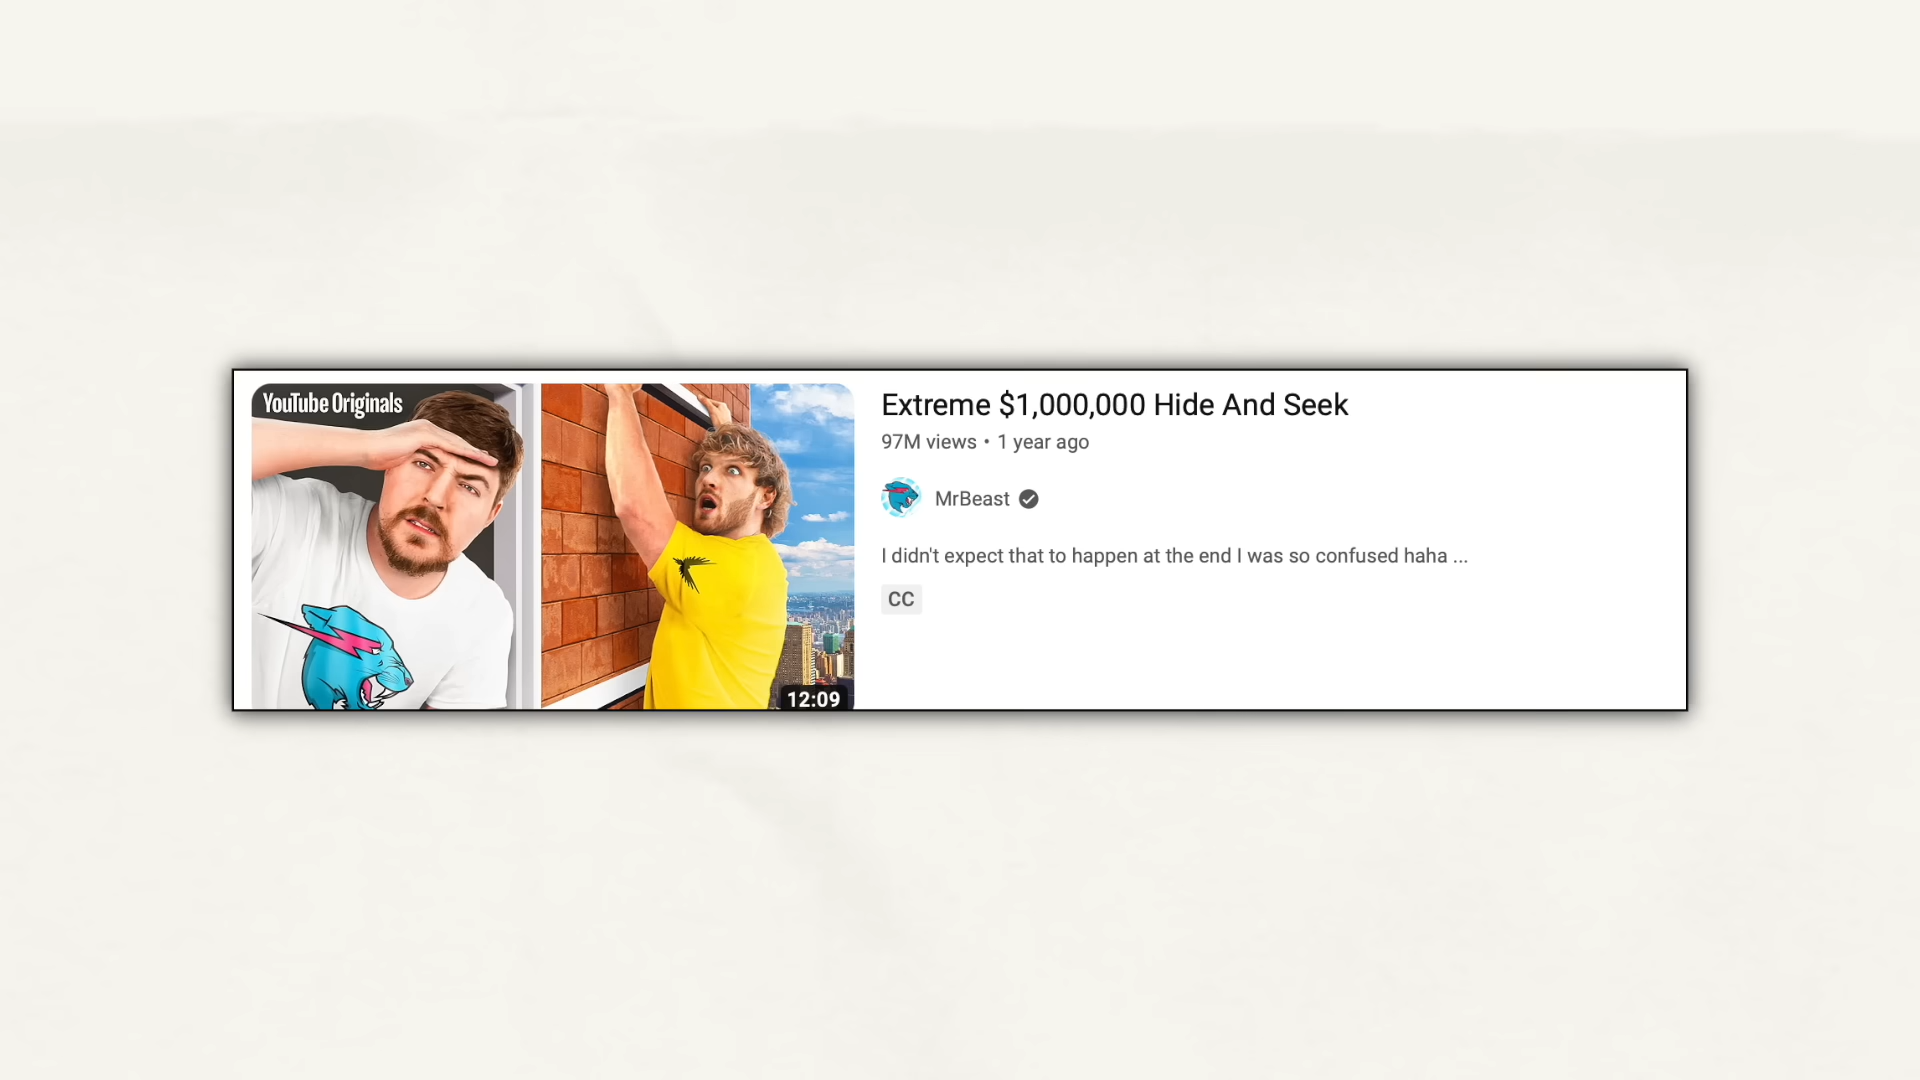 YouTube Originals
12:09
Extreme $1,000,000 Hide And Seek
97M views • 1 year ago
MrBeast
I didn't expect that to happen at the end I was so confused haha ...
CC